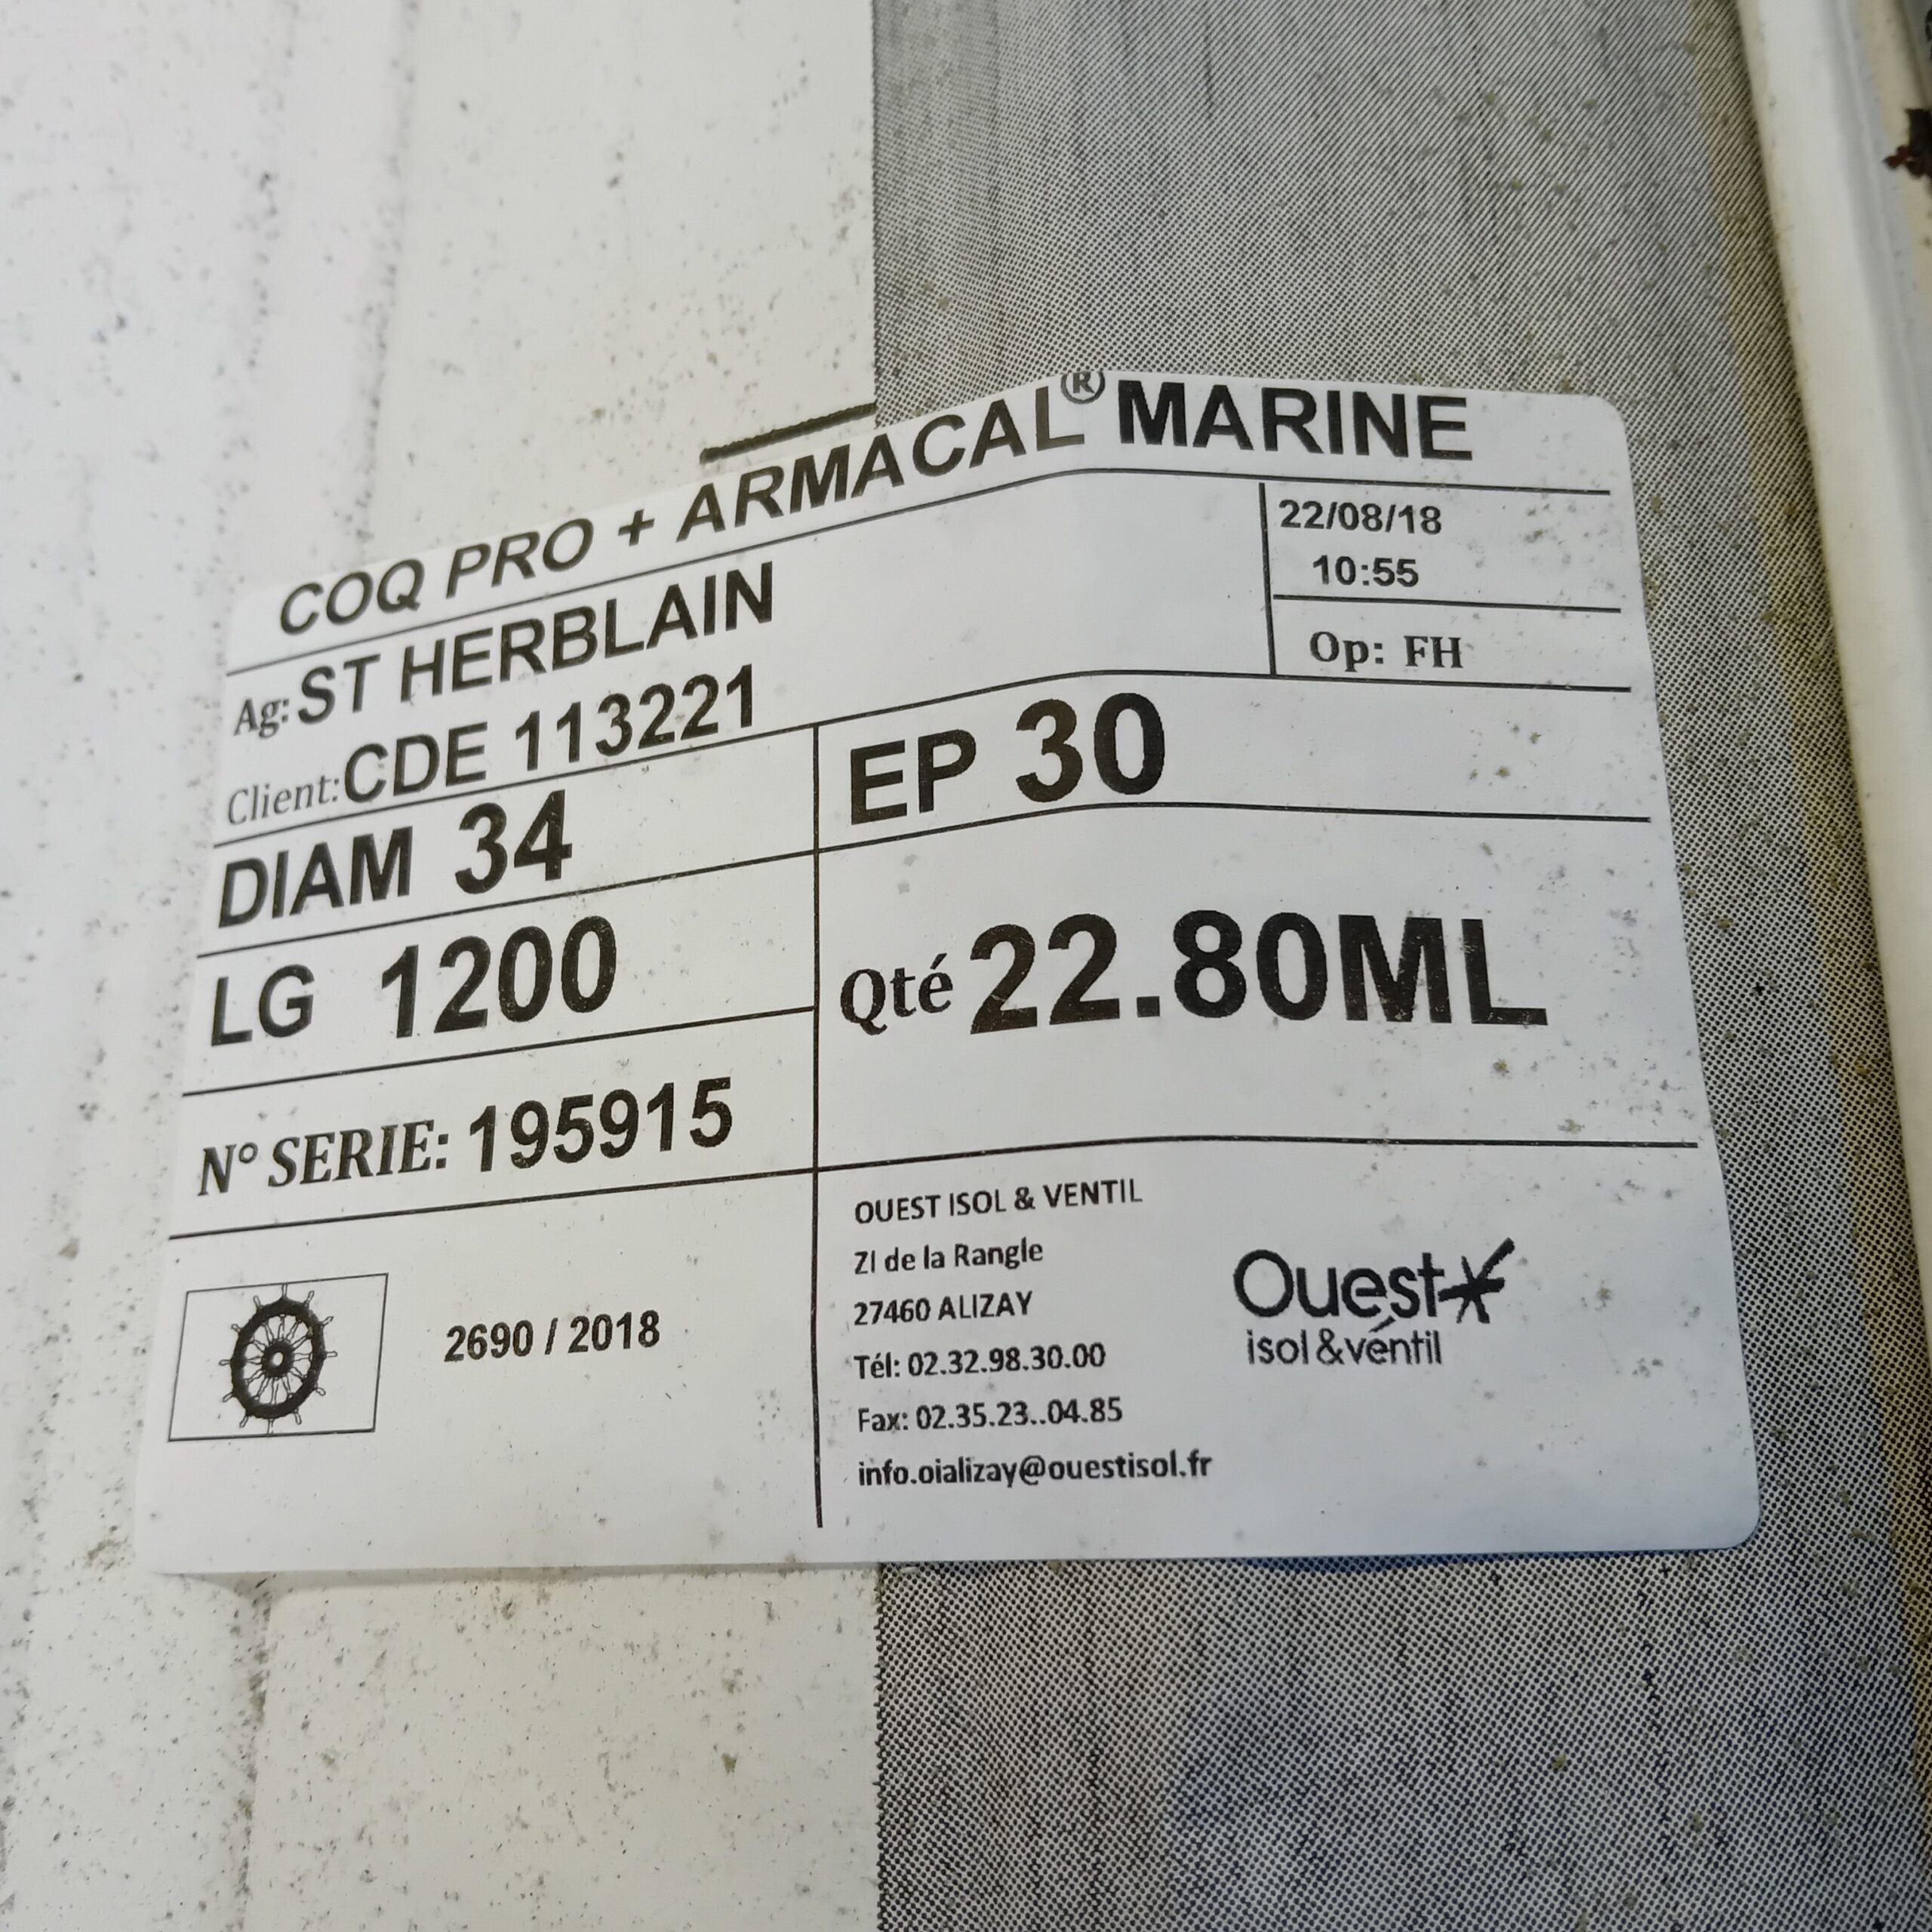 COQ PRO + ARMACAL® MARINE
Ag: ST HERBLAIN
Client: CDE 113221
22/08/18
10:55
Op: FH
DIAM 34
EP 30
LG 1200
Qté 22.80ML
N° SERIE: 195915
2690 / 2018
OUEST ISOL & VENTIL
ZI de la Rangle
27460 ALIZAY
Tél: 02.32.98.30.00
Fax: 02.35.23..04.85
info.oializay@ouestisol.fr
Ouest
isol & ventil